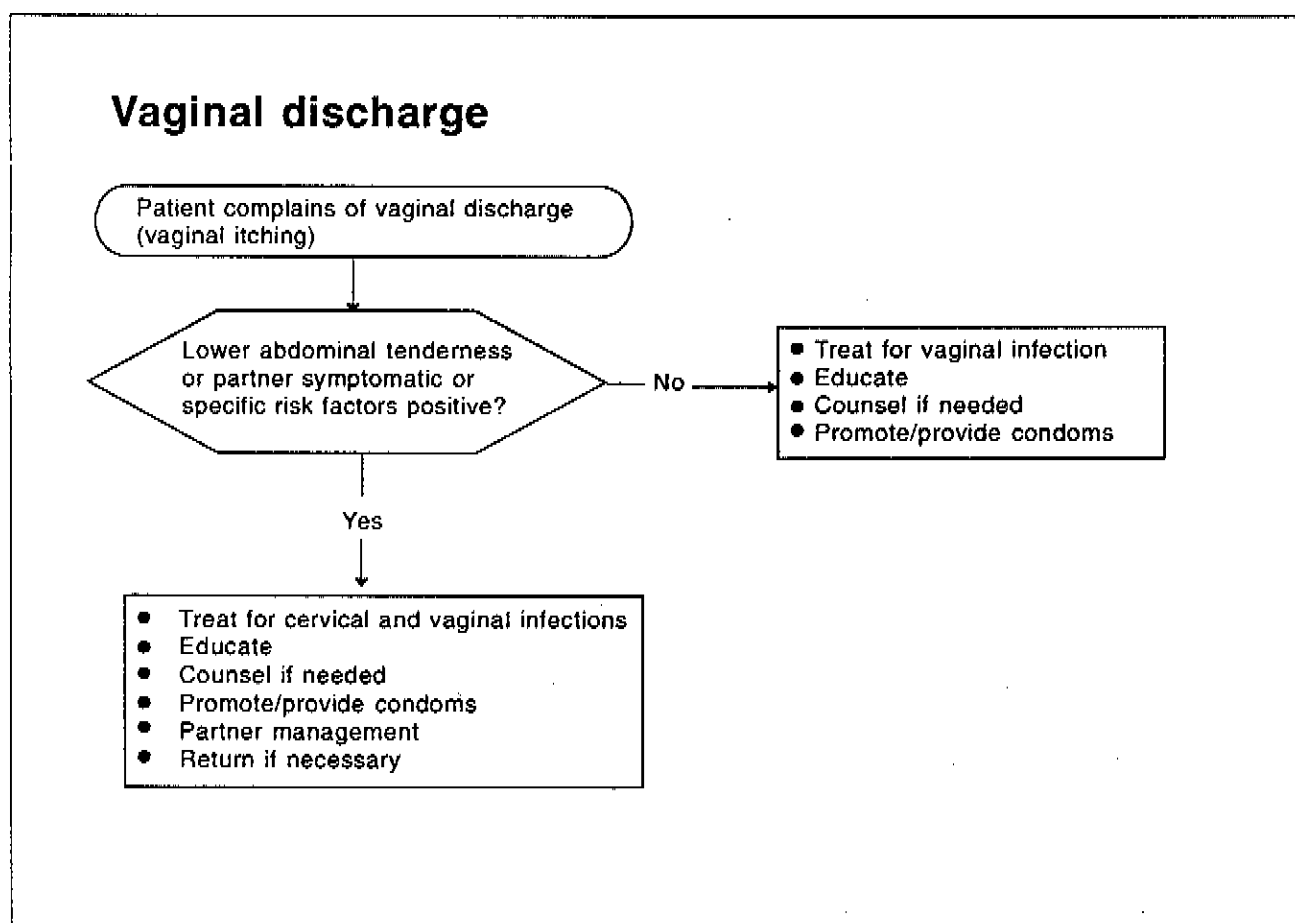 Vaginal discharge
Patient complains of vaginal discharge
(vaginal itching)
Lower abdominal tenderness
or partner symptomatic or
specific risk factors positive?
No
● Treat for vaginal infection
● Educate
● Counsel if needed
● Promote/provide condoms
Yes
● Treat for cervical and vaginal infections
● Educate
● Counsel if needed
● Promote/provide condoms
● Partner management
● Return if necessary